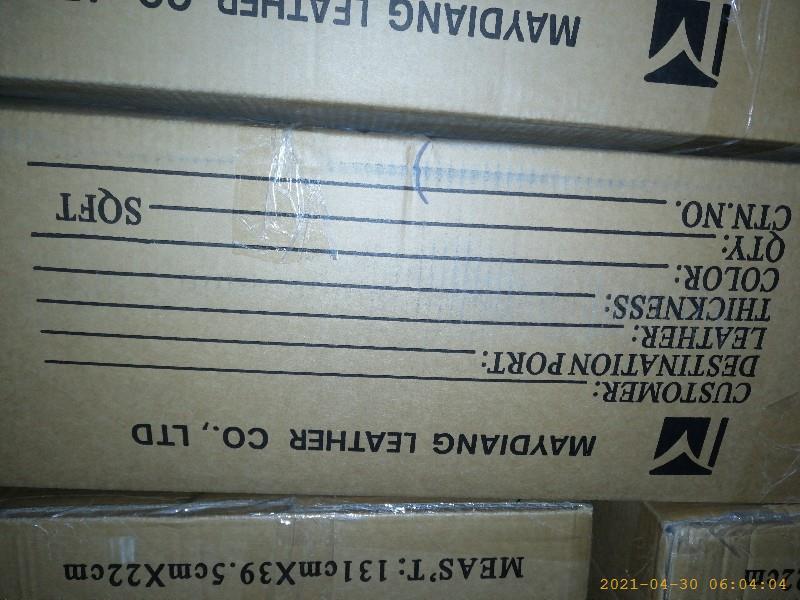 MAYDIANG LEATHER CO., LTD
CUSTOMER:
DESTINATION PORT:
LEATHER:
THICKNESS:
COLOR:
QTY: SQFT
CTN.NO.
MAYDIANG LEATHER CO
MEAS'T: 131cmX39.5cmX22cm
22cm
2021-04-30 06:04:04